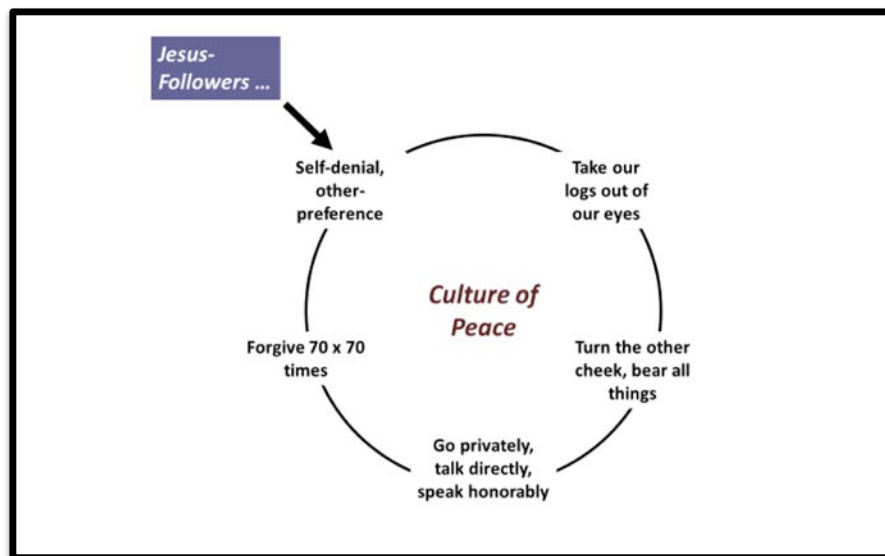 Jesus-
Followers ...
Self-denial,
other-
preference
Take our
logs out of
our eyes
Culture of
Peace
Forgive 70 x 70
times
Turn the other
cheek, bear all
things
Go privately,
talk directly,
speak honorably